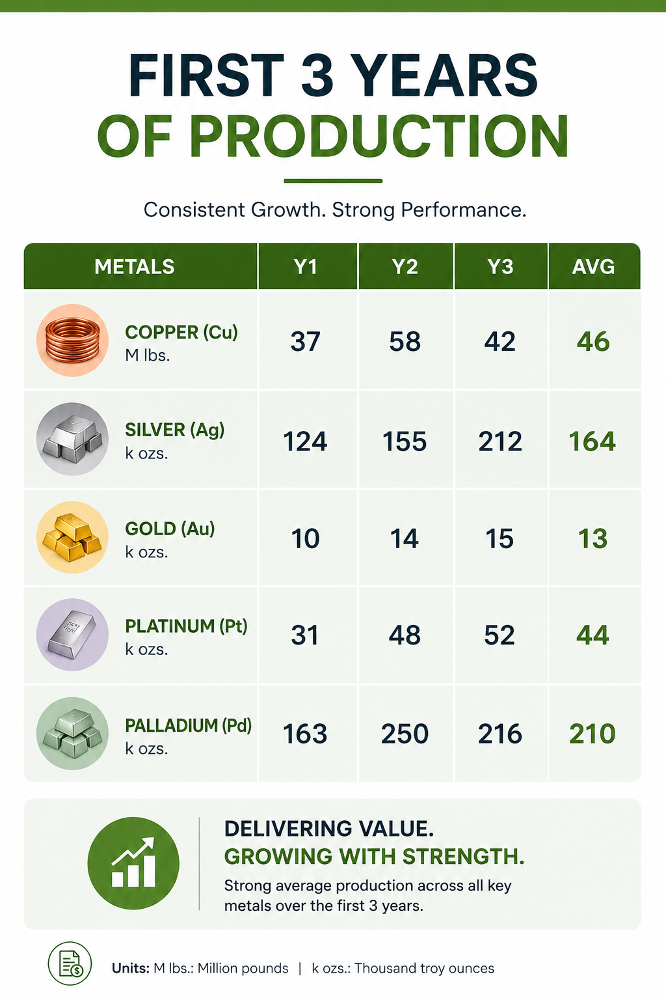 FIRST 3 YEARS
OF PRODUCTION
Consistent Growth. Strong Performance.
METALS Y1 Y2 Y3 AVG
COPPER (Cu)
M lbs.
37 58 42 46
SILVER (Ag)
k ozs.
124 155 212 164
GOLD (Au)
k ozs.
10 14 15 13
PLATINUM (Pt)
k ozs.
31 48 52 44
PALLADIUM (Pd)
k ozs.
163 250 216 210
DELIVERING VALUE.
GROWING WITH STRENGTH.
Strong average production across all key
metals over the first 3 years.
Units: M lbs.: Million pounds | k ozs.: Thousand troy ounces